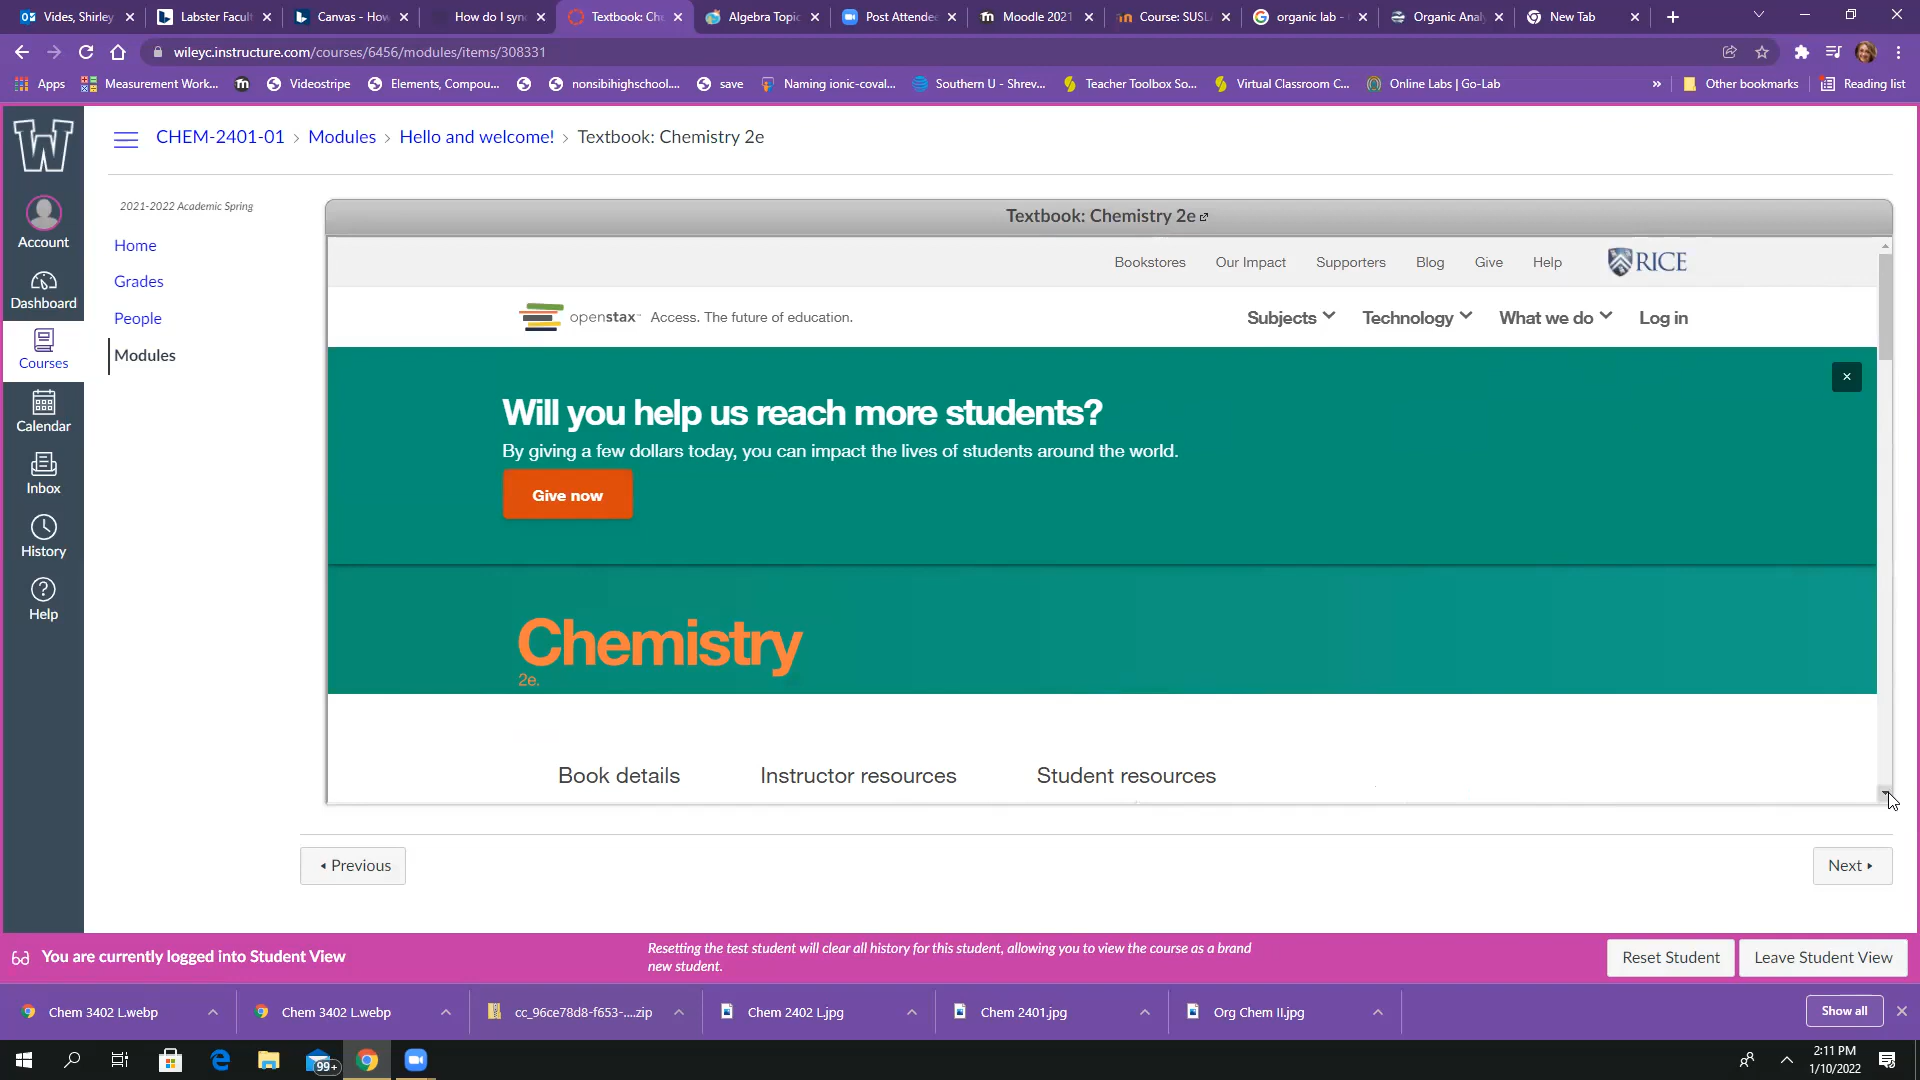 Vides, Shirley
Labster Facul
Canvas - How
How do I syn
Textbook: Ch
Algebra Topic
Post Attende
Moodle 2021
Course: SUSL
organic lab -
Organic Anal
New Tab
wileyc.instructure.com/courses/6456/modules/items/308331
Apps
Measurement Work...
Videostripe
Elements, Compou...
nonsibihighschool....
save
Naming ionic-coval...
Southern U - Shrev...
Teacher Toolbox So...
Virtual Classroom C...
Online Labs | Go-Lab
»
Other bookmarks
Reading list
W
CHEM-2401-01 › Modules › Hello and welcome! › Textbook: Chemistry 2e
Account
Dashboard
Courses
Calendar
Inbox
History
Help
2021-2022 Academic Spring
Home
Grades
People
Modules
Textbook: Chemistry 2e
Bookstores
Our Impact
Supporters
Blog
Give
Help
RICE
openstax™ Access. The future of education.
Subjects
Technology
What we do
Log in
Will you help us reach more students?
By giving a few dollars today, you can impact the lives of students around the world.
Give now
Chemistry
2e.
Book details
Instructor resources
Student resources
Previous
Next
You are currently logged into Student View
Resetting the test student will clear all history for this student, allowing you to view the course as a brand
new student.
Reset Student
Leave Student View
Chem 3402 L.webp
Chem 3402 L.webp
cc_96ce78d8-f653-....zip
Chem 2402 L.jpg
Chem 2401.jpg
Org Chem II.jpg
Show all
99+
2:11 PM
1/10/2022